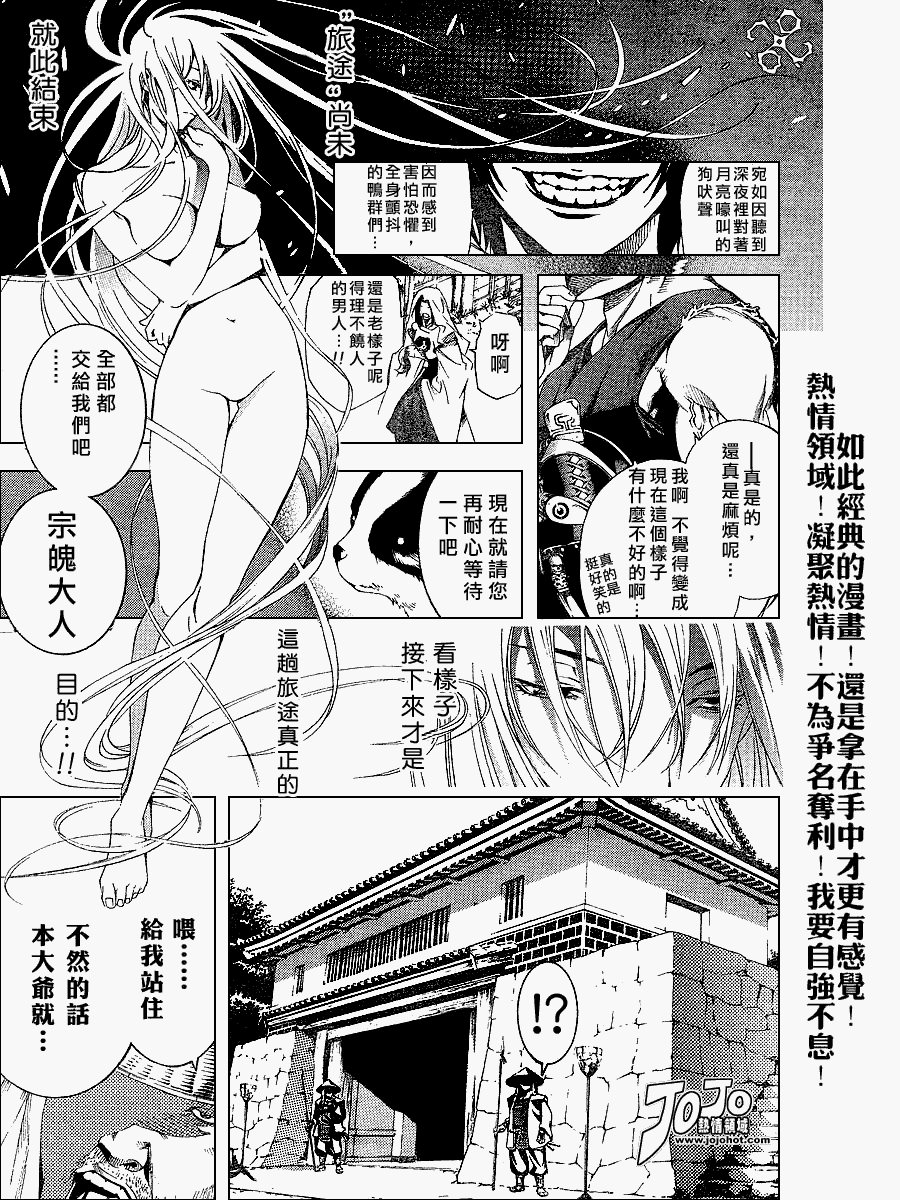 宛如因聽到
深夜裡對著
月亮嚎叫的
狗吠聲
因而感到
害怕恐懼，
全身顫抖
的鴨群們…
"旅途"尚未
就此結束
——真是的，
還真是麻煩呢…
我啊 不覺得變成
現在這個樣子
有什麼不好的啊…
真的是
挺好笑的
呀啊
還是老樣子呢
得理不饒人
的男人…!!
現在就請您
再耐心等待
一下吧
全部都
交給我們吧
……
宗魄大人
看樣子
接下來才是
這趟旅途真正的
目的…!!
!?
喂……
給我站住
不然的話
本大爺就…
如此經典的漫畫！還是拿在手中才更有感覺！
熱情領域！凝聚熱情！不為爭名奪利！我要自強不息！
JOJO
熱情領域
www.jojohot.com